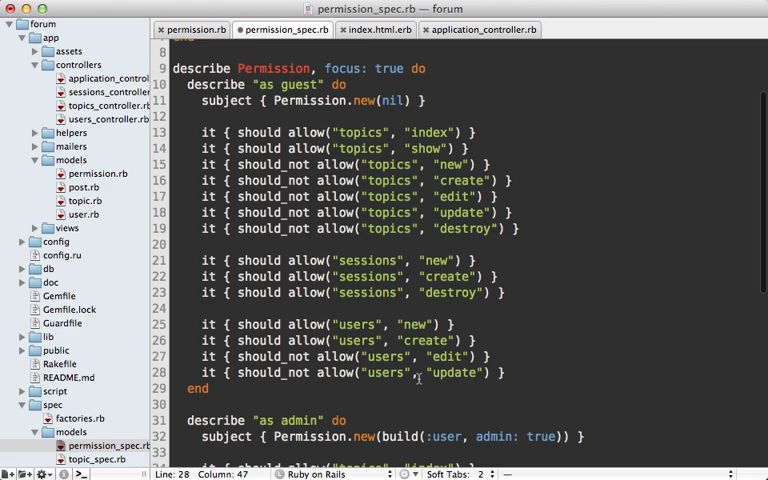 permission_spec.rb — forum
permission.rb
permission_spec.rb
index.html.erb
application_controller.rb
forum
app
assets
controllers
application_control
sessions_controller
topics_controller.rb
users_controller.rb
helpers
mailers
models
permission.rb
post.rb
topic.rb
user.rb
views
config
config.ru
db
doc
Gemfile
Gemfile.lock
Guardfile
lib
public
Rakefile
README.md
script
spec
factories.rb
models
permission_spec.rb
topic_spec.rb
8
9 describe Permission, focus: true do
10 describe "as guest" do
11 subject { Permission.new(nil) }
12
13 it { should allow("topics", "index") }
14 it { should allow("topics", "show") }
15 it { should_not allow("topics", "new") }
16 it { should_not allow("topics", "create") }
17 it { should_not allow("topics", "edit") }
18 it { should_not allow("topics", "update") }
19 it { should_not allow("topics", "destroy") }
20
21 it { should allow("sessions", "new") }
22 it { should allow("sessions", "create") }
23 it { should allow("sessions", "destroy") }
24
25 it { should allow("users", "new") }
26 it { should allow("users", "create") }
27 it { should_not allow("users", "edit") }
28 it { should_not allow("users", "update") }
29 end
30
31 describe "as admin" do
32 subject { Permission.new(build(:user, admin: true)) }
33
it { should allow("topics", "index") }
Line: 28 Column: 47 Ruby on Rails Soft Tabs: 2 —